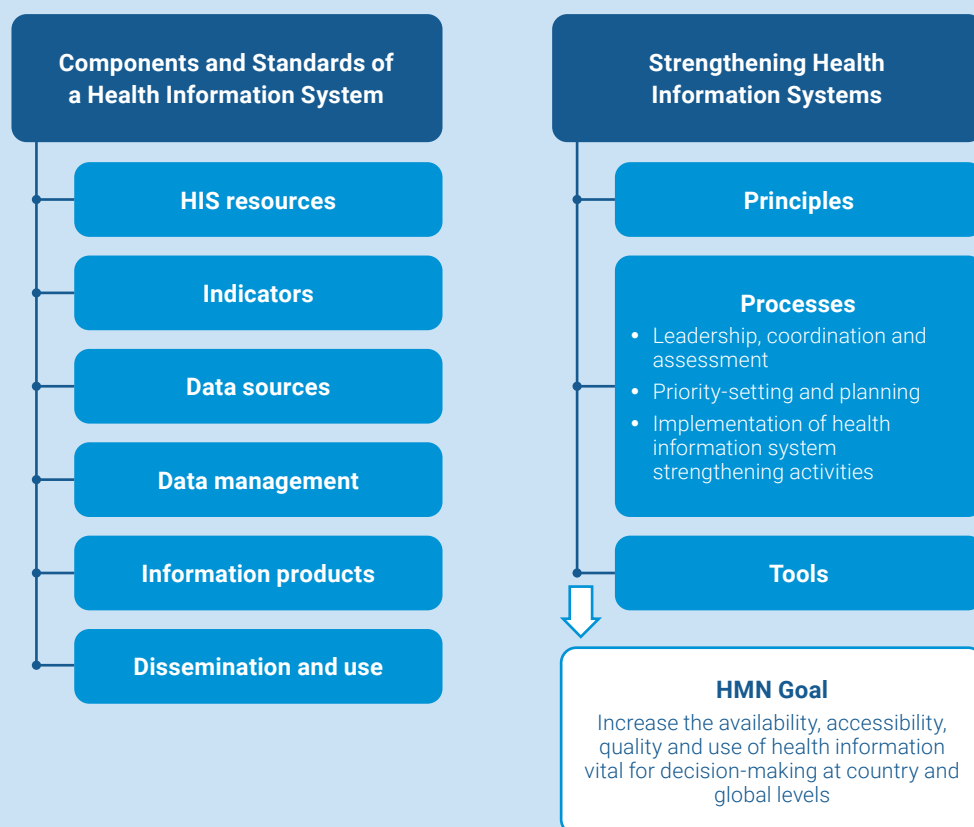 Components and Standards of
a Health Information System
HIS resources
Indicators
Data sources
Data management
Information products
Dissemination and use
Strengthening Health
Information Systems
Principles
Processes
• Leadership, coordination and
assessment
• Priority-setting and planning
• Implementation of health
information system
strengthening activities
Tools
HMN Goal
Increase the availability, accessibility,
quality and use of health information
vital for decision-making at country and
global levels